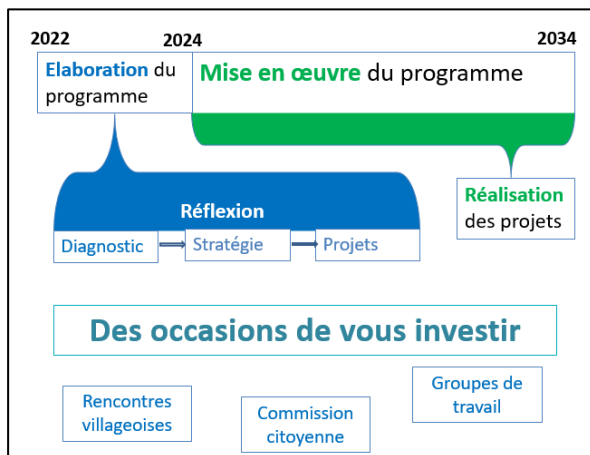 2022
2024
2034
Elaboration du
programme
Mise en œuvre du programme
Réflexion
Diagnostic
Stratégie
Projets
Réalisation
des projets
Des occasions de vous investir
Rencontres
villageoises
Commission
citoyenne
Groupes de
travail